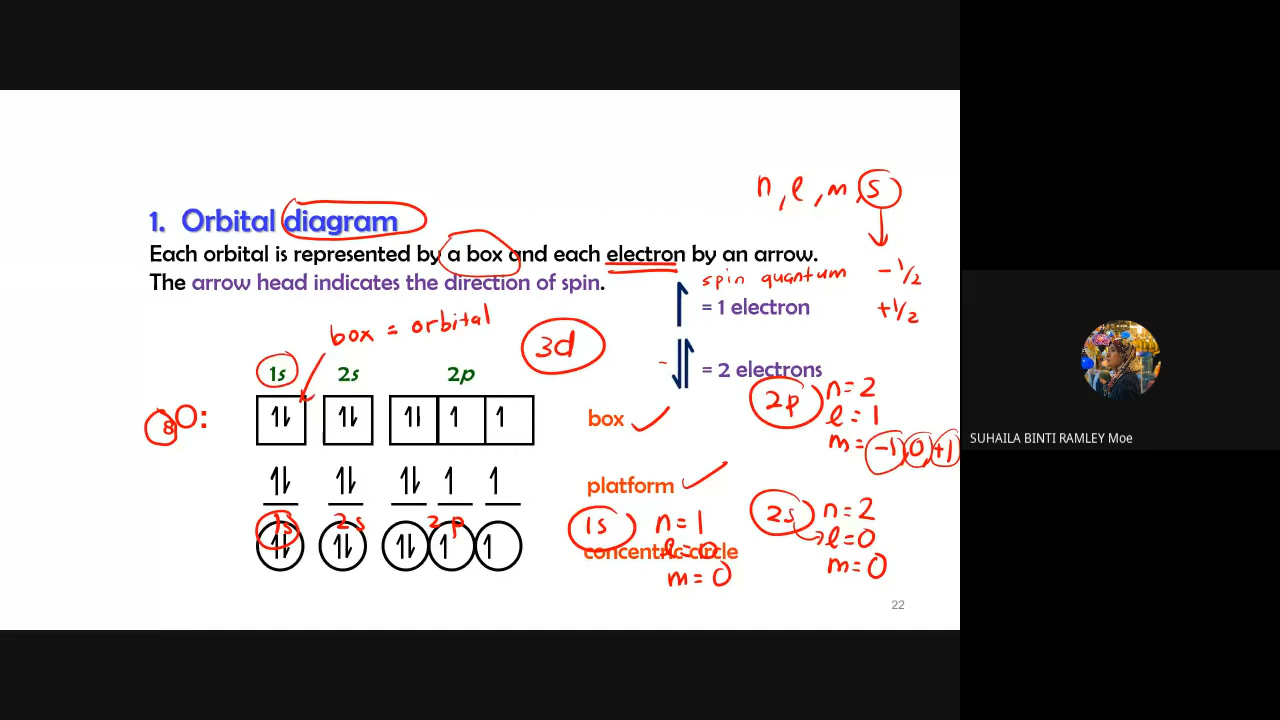 n, l, m, s
1. Orbital diagram
Each orbital is represented by a box and each electron by an arrow.
The arrow head indicates the direction of spin.
spin quantum
-1/2
= 1 electron
+1/2
box = orbital
3d
= 2 electrons
1s 2s 2p
8O:
box
2p n=2
l=1
m= -1, 0, +1
SUHAILA BINTI RAMLEY Moe
platform
1s 2s 2p
1s n=1
l=0
m=0
concentric circle
2s n=2
l=0
m=0
22